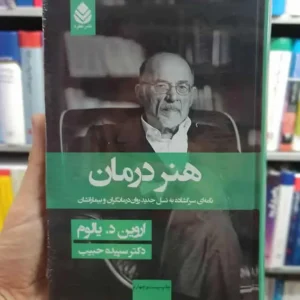 هنر درمان
نامه‌ای سرگشاده به نسل جدید روان‌درمانگران و بیمارانشان
اروین د. یالوم
دکتر سپیده حبیب